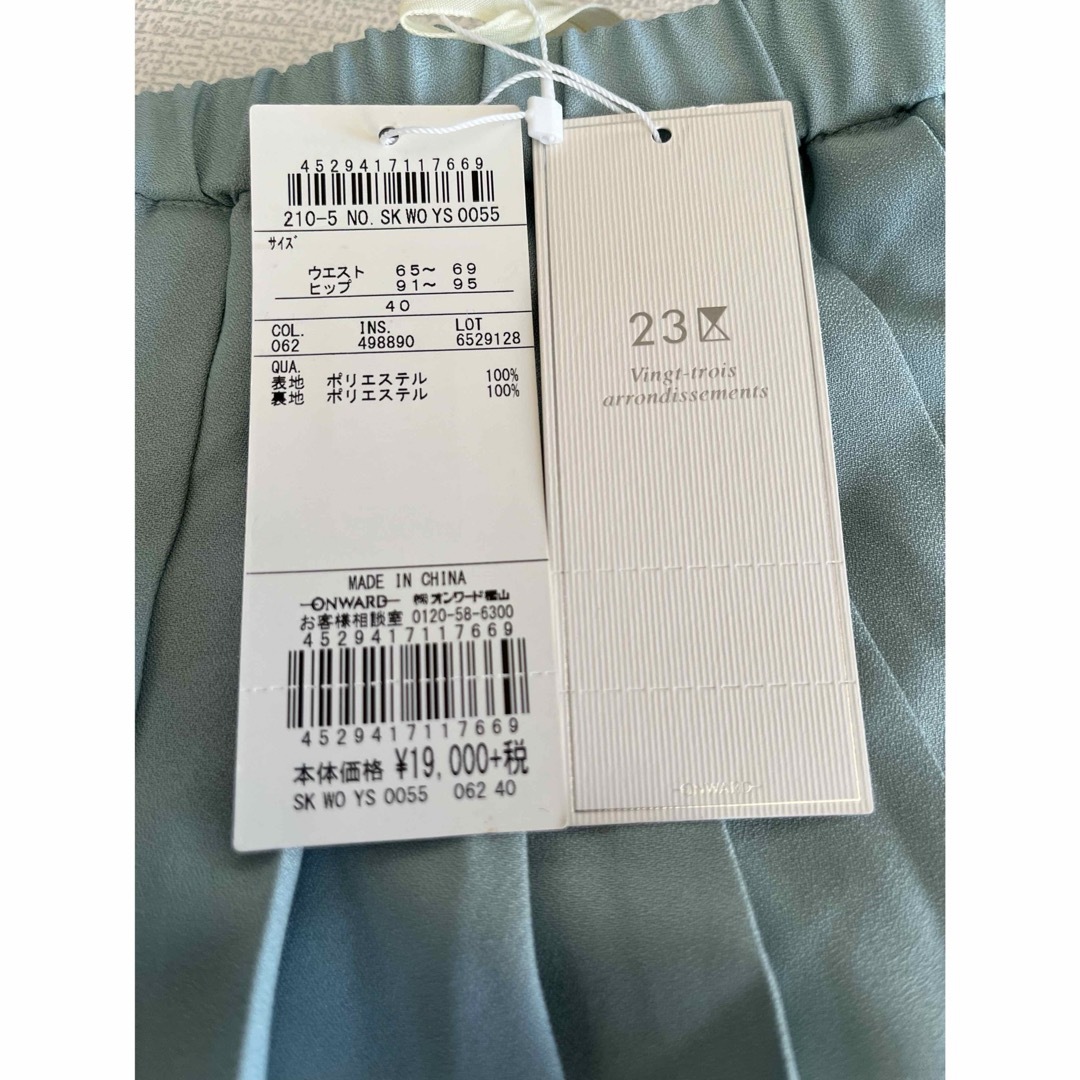 4529417117669
210-5 NO. SK WO YS 0055
サイズ
ウエスト 65〜 69
ヒップ 91〜 95
40
COL. INS. LOT
062 498890 6529128
QUA.
表地 ポリエステル 100%
裏地 ポリエステル 100%
MADE IN CHINA
ONWARD ㈱オンワード樫山
お客様相談室 0120-58-6300
4529417117669
4529417117669
本体価格 ¥19,000+税
SK WO YS 0055 062 40
23区
Vingt-trois
arrondissements
ONWARD